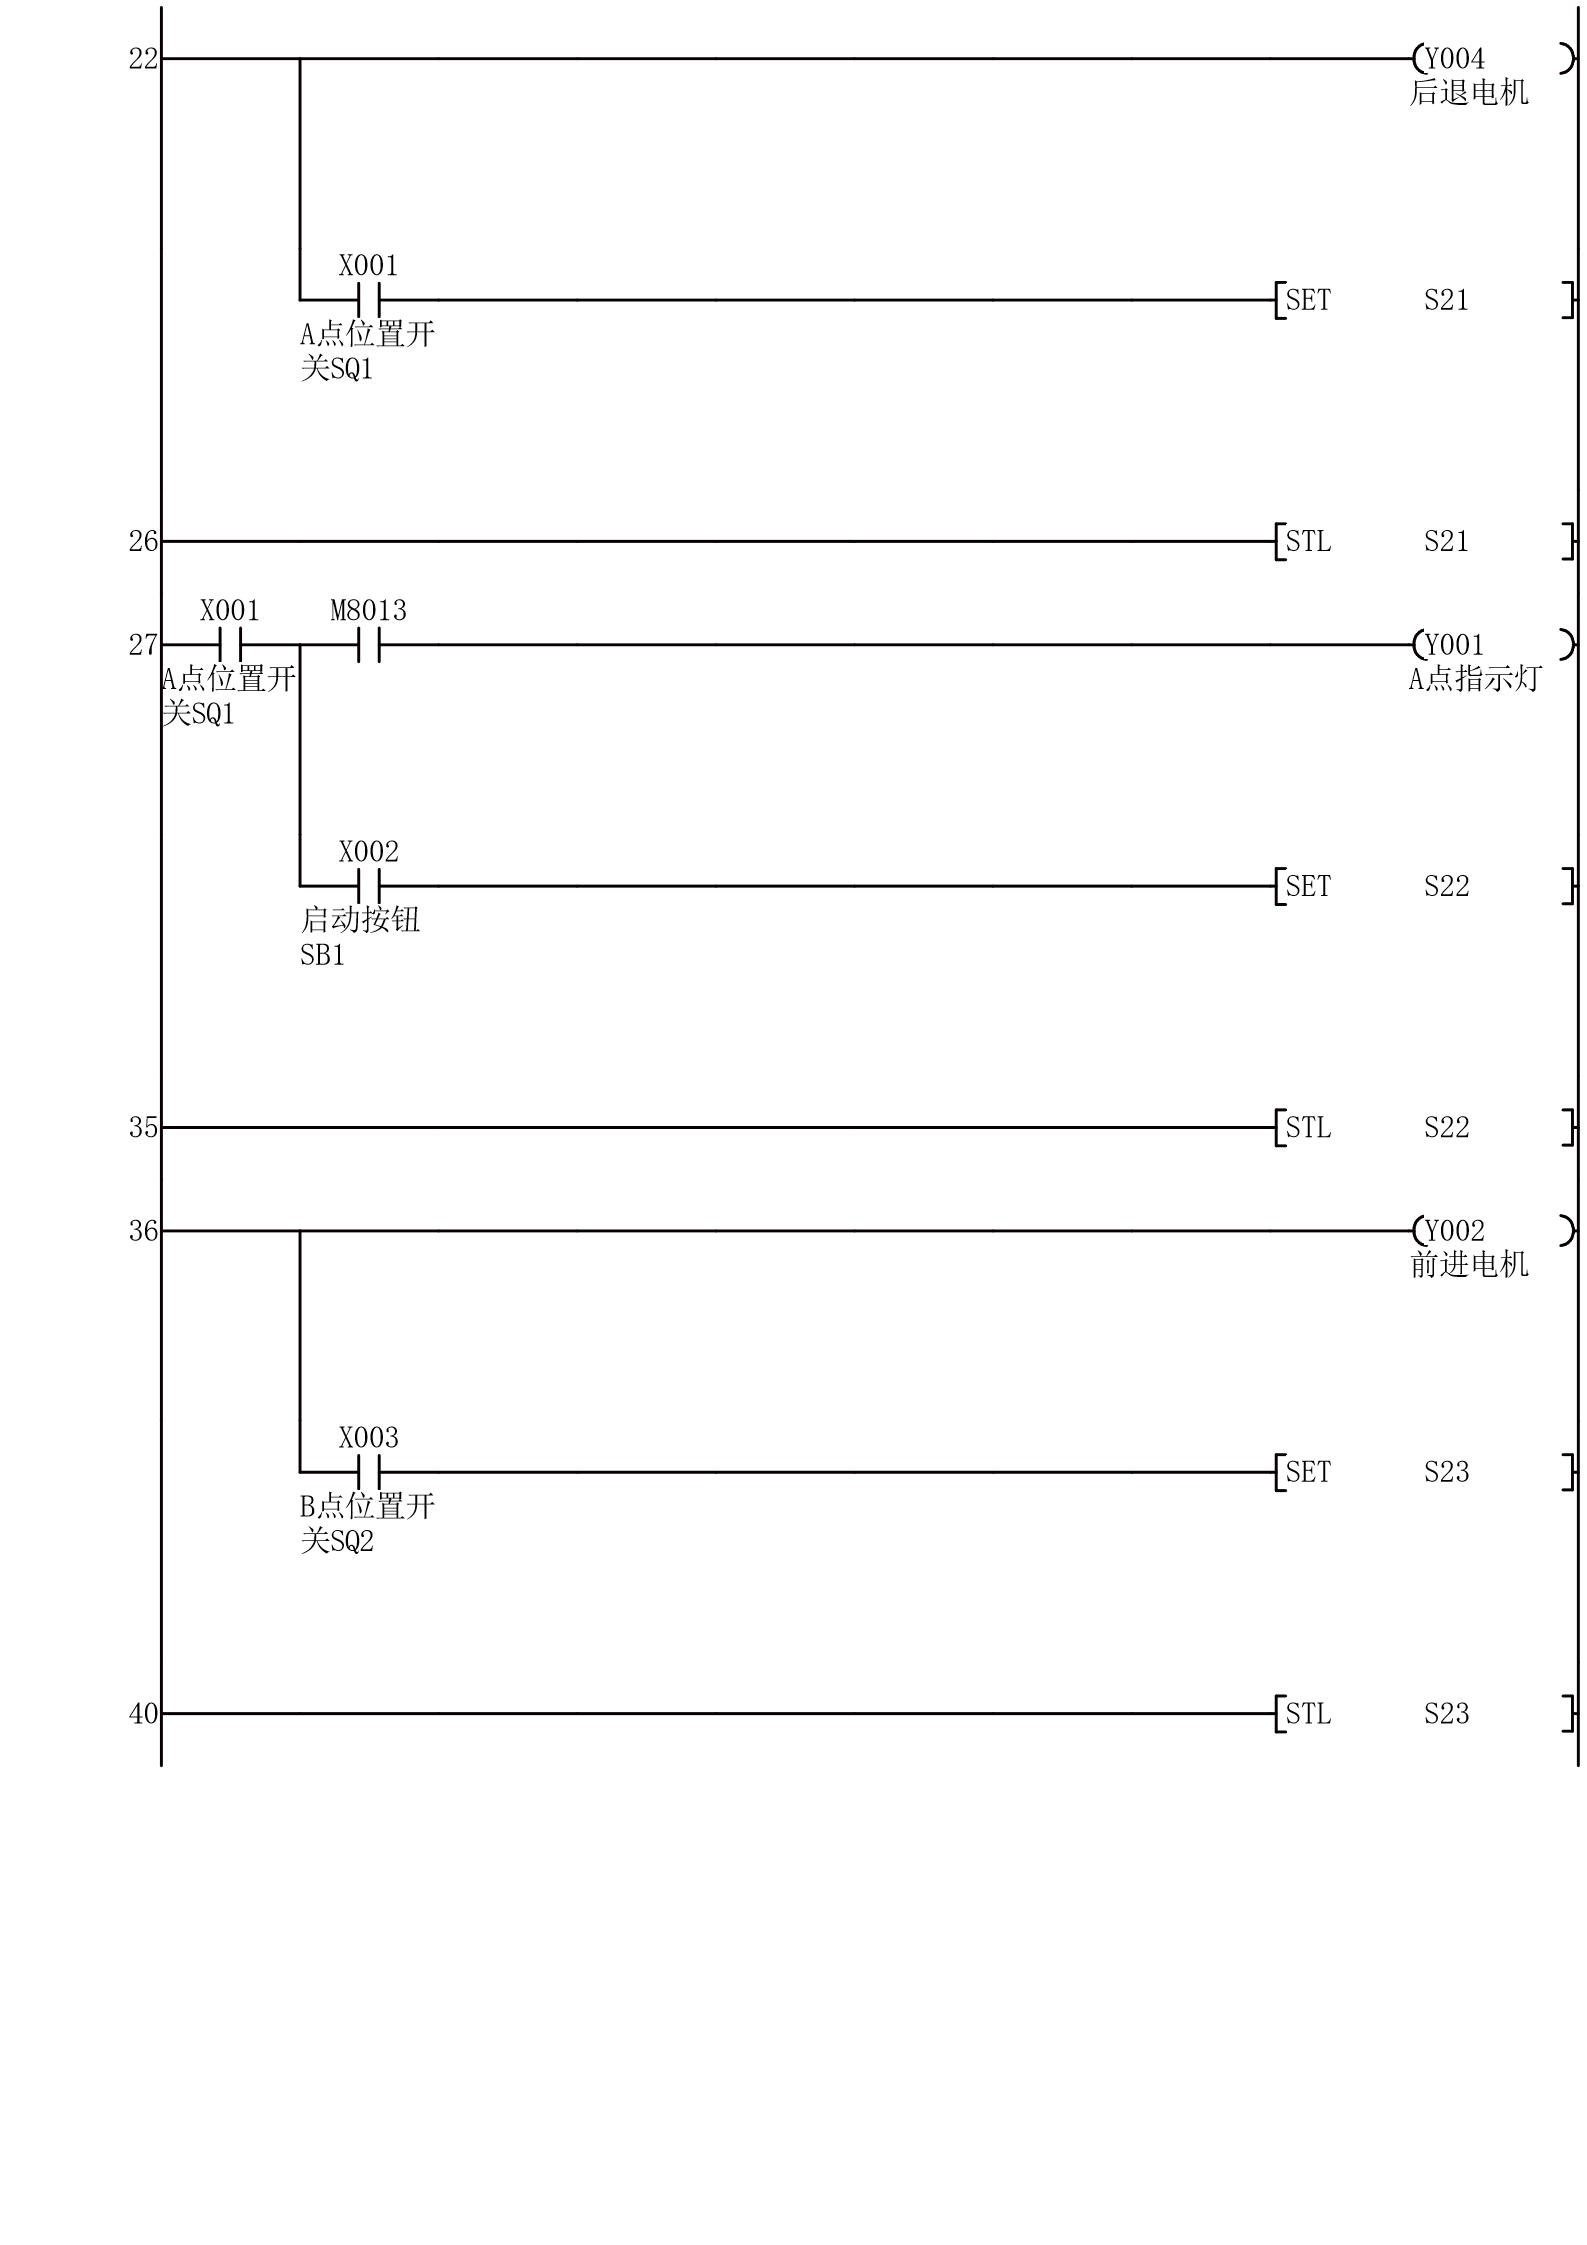 22 Y004
后退电机
X001
SET S21
A点位置开
关SQ1
26 STL S21
X001 M8013
27 Y001
A点位置开 A点指示灯
关SQ1
X002
SET S22
启动按钮
SB1
35 STL S22
36 Y002
前进电机
X003
SET S23
B点位置开
关SQ2
40 STL S23